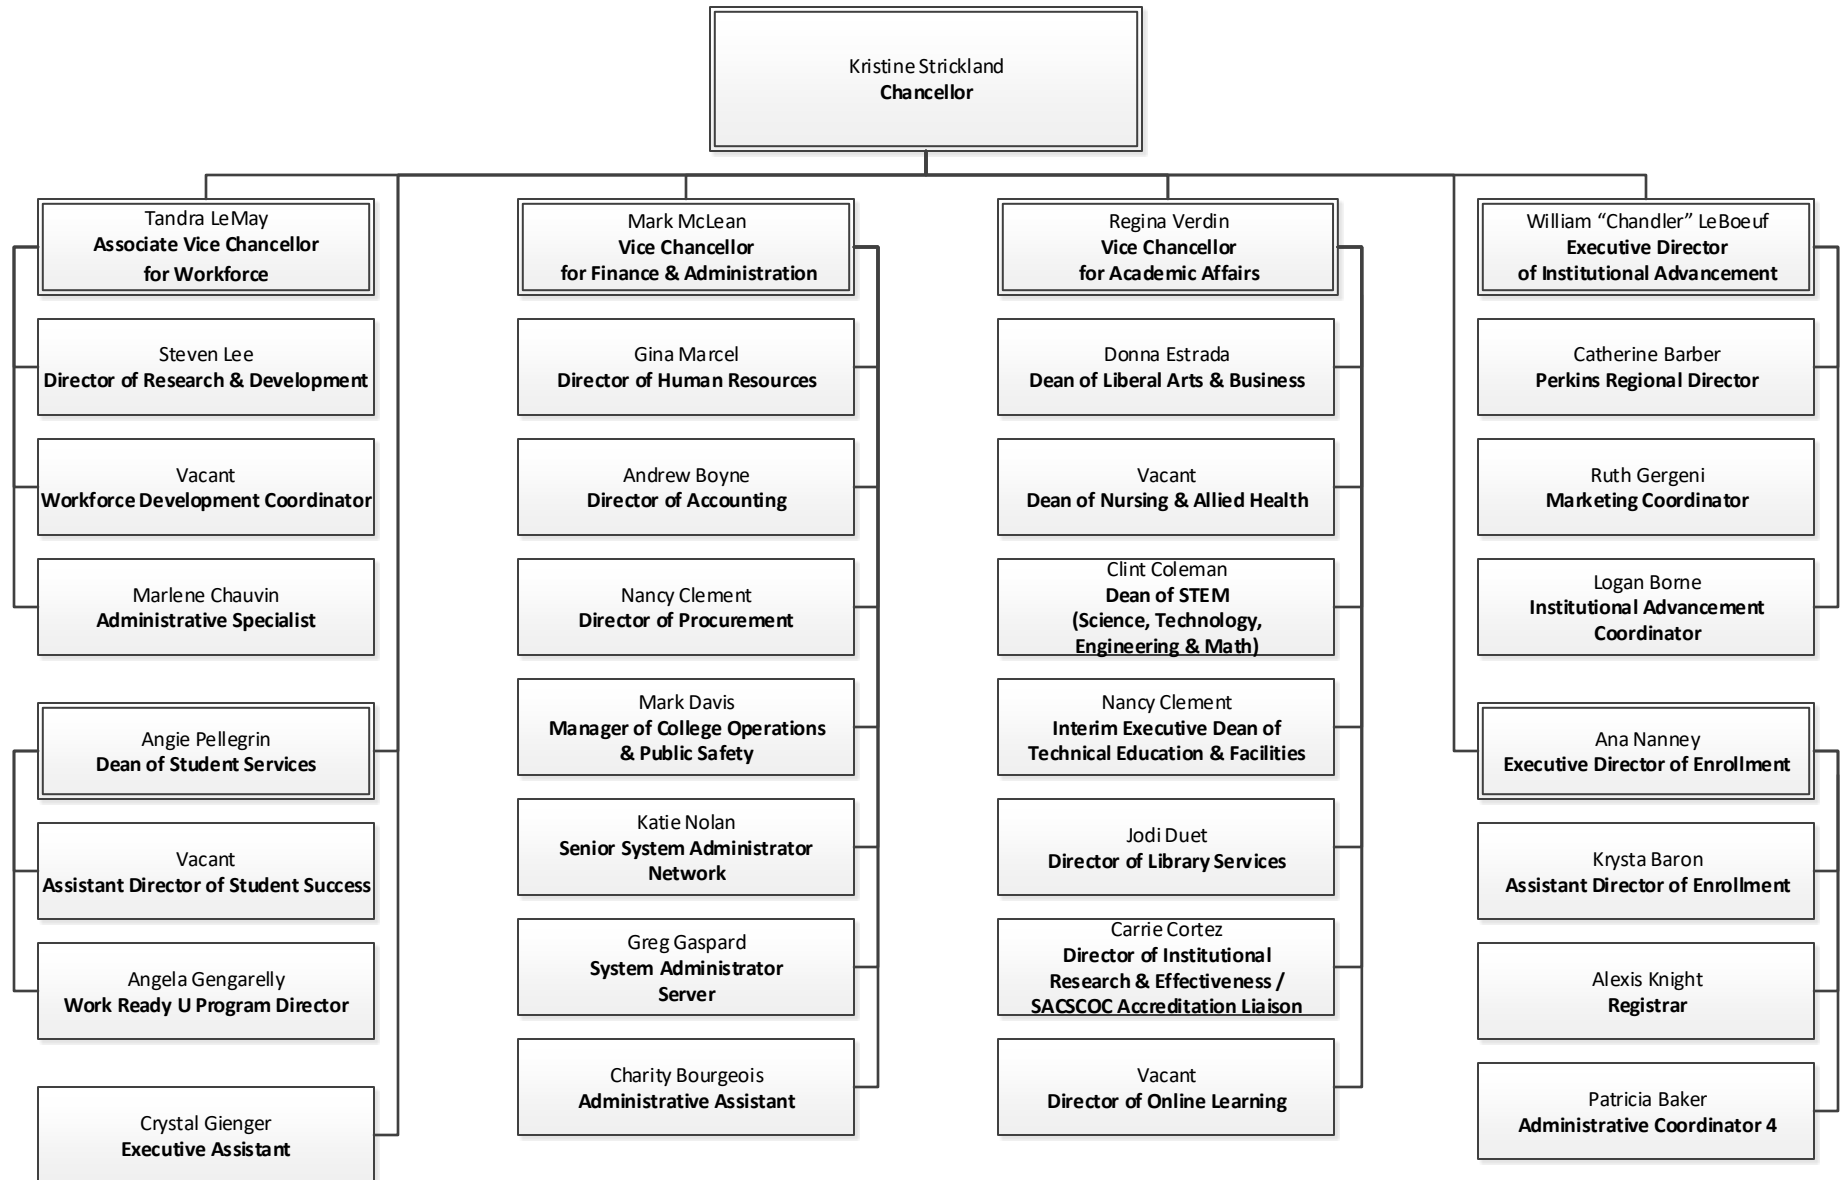 Kristine Strickland
Chancellor
Tandra LeMay
Associate Vice Chancellor
for Workforce
Steven Lee
Director of Research & Development
Vacant
Workforce Development Coordinator
Marlene Chauvin
Administrative Specialist
Angie Pellegrin
Dean of Student Services
Vacant
Assistant Director of Student Success
Angela Gengarelly
Work Ready U Program Director
Crystal Gienger
Executive Assistant
Mark McLean
Vice Chancellor
for Finance & Administration
Gina Marcel
Director of Human Resources
Andrew Boyne
Director of Accounting
Nancy Clement
Director of Procurement
Mark Davis
Manager of College Operations
& Public Safety
Katie Nolan
Senior System Administrator
Network
Greg Gaspard
System Administrator
Server
Charity Bourgeois
Administrative Assistant
Regina Verdin
Vice Chancellor
for Academic Affairs
Donna Estrada
Dean of Liberal Arts & Business
Vacant
Dean of Nursing & Allied Health
Clint Coleman
Dean of STEM
(Science, Technology,
Engineering & Math)
Nancy Clement
Interim Executive Dean of
Technical Education & Facilities
Jodi Duet
Director of Library Services
Carrie Cortez
Director of Institutional
Research & Effectiveness /
SACSCOC Accreditation Liaison
Vacant
Director of Online Learning
William “Chandler” LeBoeuf
Executive Director
of Institutional Advancement
Catherine Barber
Perkins Regional Director
Ruth Gergeni
Marketing Coordinator
Logan Borne
Institutional Advancement
Coordinator
Ana Nanney
Executive Director of Enrollment
Krysta Baron
Assistant Director of Enrollment
Alexis Knight
Registrar
Patricia Baker
Administrative Coordinator 4